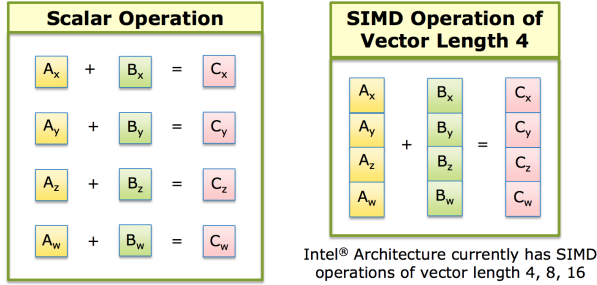 Scalar Operation
Ax + Bx = Cx
Ay + By = Cy
Az + Bz = Cz
Aw + Bw = Cw
SIMD Operation of
Vector Length 4
Ax Bx Cx
Ay By Cy
+ =
Az Bz Cz
Aw Bw Cw
Intel® Architecture currently has SIMD
operations of vector length 4, 8, 16